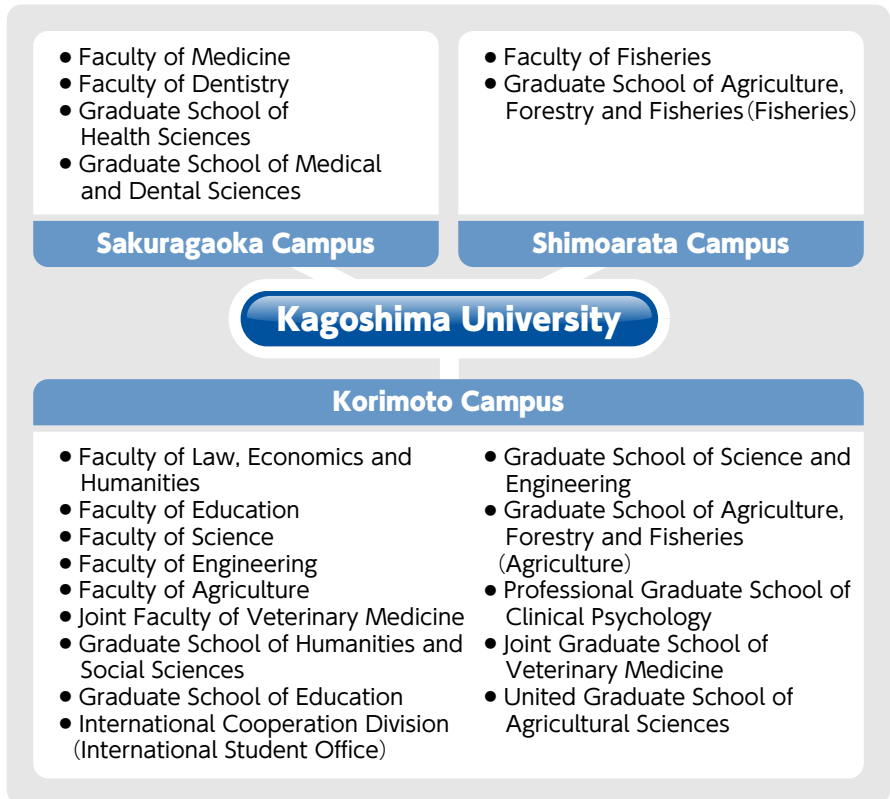 ● Faculty of Medicine
● Faculty of Dentistry
● Graduate School of
Health Sciences
● Graduate School of Medical
and Dental Sciences
Sakuragaoka Campus
● Faculty of Fisheries
● Graduate School of Agriculture,
Forestry and Fisheries(Fisheries)
Shimoarata Campus
Kagoshima University
Korimoto Campus
● Faculty of Law, Economics and
Humanities
● Faculty of Education
● Faculty of Science
● Faculty of Engineering
● Faculty of Agriculture
● Joint Faculty of Veterinary Medicine
● Graduate School of Humanities and
Social Sciences
● Graduate School of Education
● International Cooperation Division
(International Student Office)
● Graduate School of Science and
Engineering
● Graduate School of Agriculture,
Forestry and Fisheries
(Agriculture)
● Professional Graduate School of
Clinical Psychology
● Joint Graduate School of
Veterinary Medicine
● United Graduate School of
Agricultural Sciences